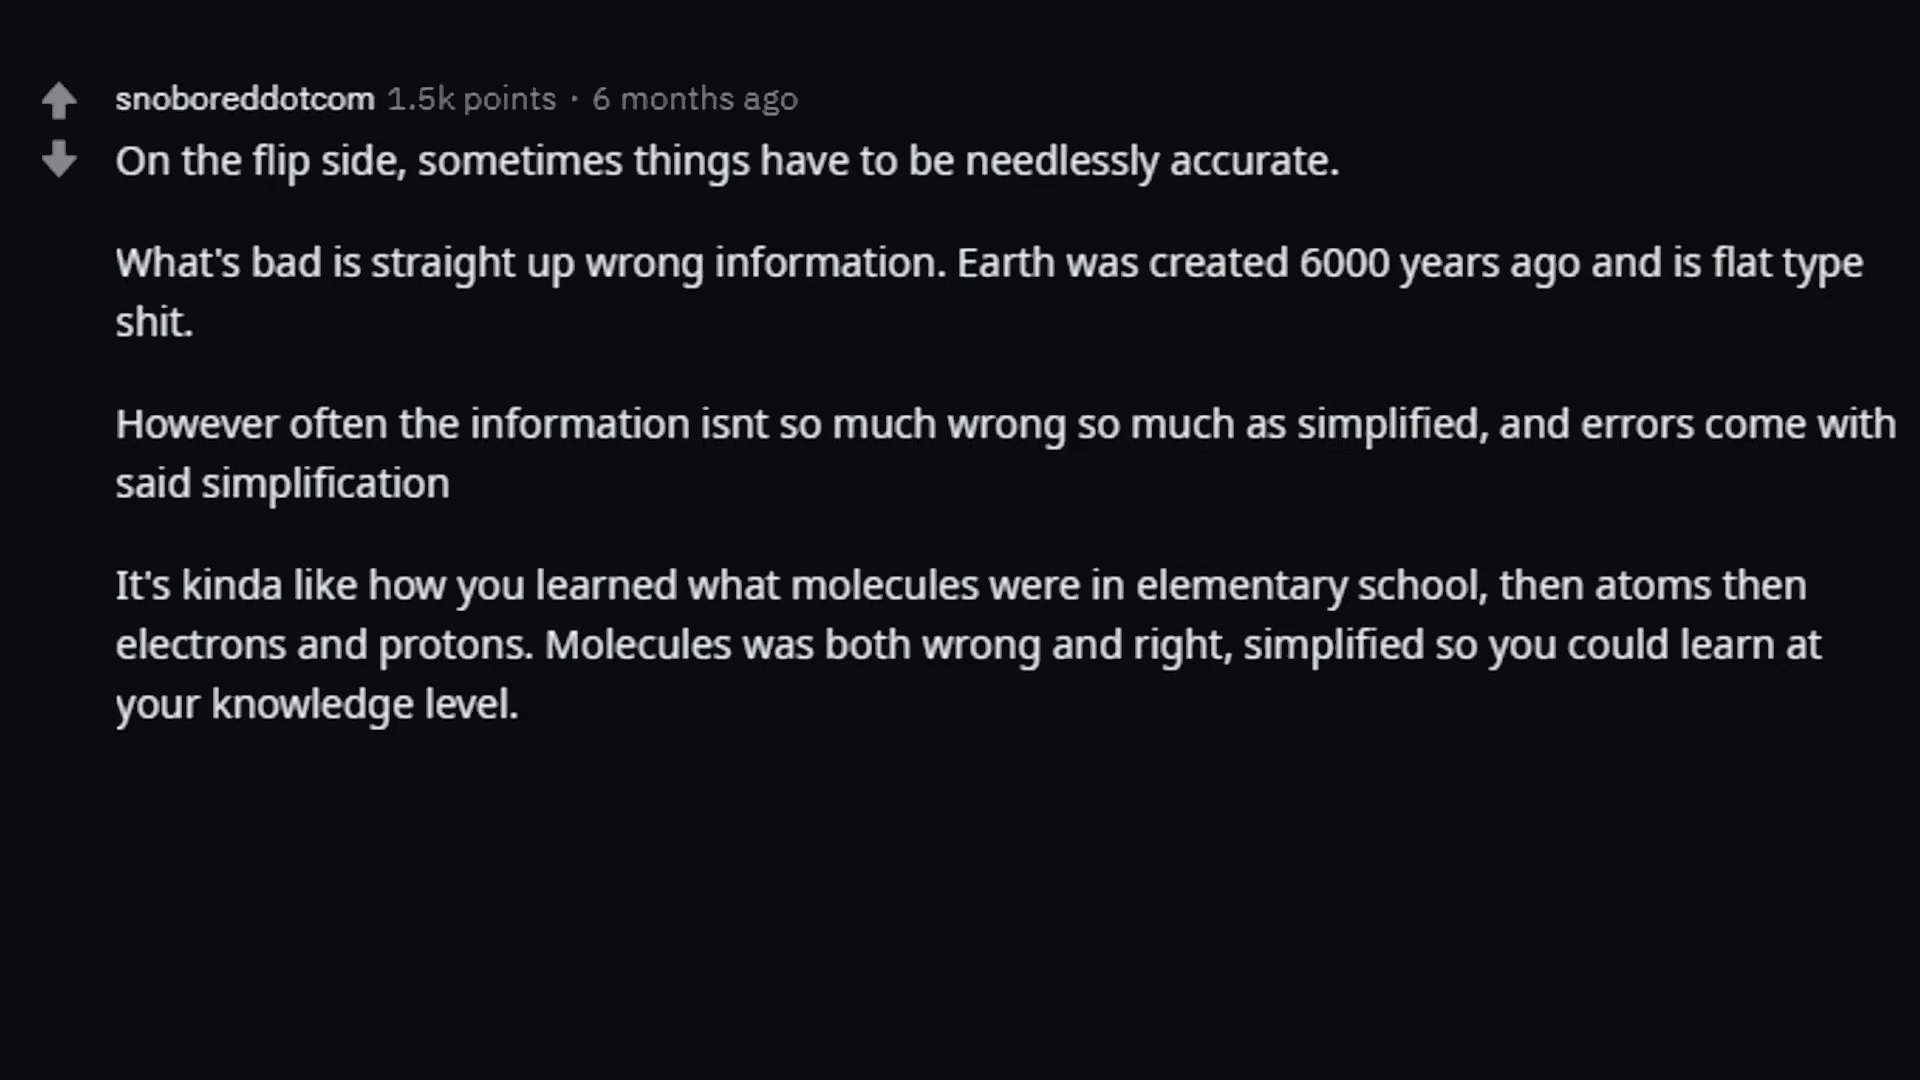 snoboreddotcom 1.5k points · 6 months ago
On the flip side, sometimes things have to be needlessly accurate.
What's bad is straight up wrong information. Earth was created 6000 years ago and is flat type
shit.
However often the information isnt so much wrong so much as simplified, and errors come with
said simplification
It's kinda like how you learned what molecules were in elementary school, then atoms then
electrons and protons. Molecules was both wrong and right, simplified so you could learn at
your knowledge level.